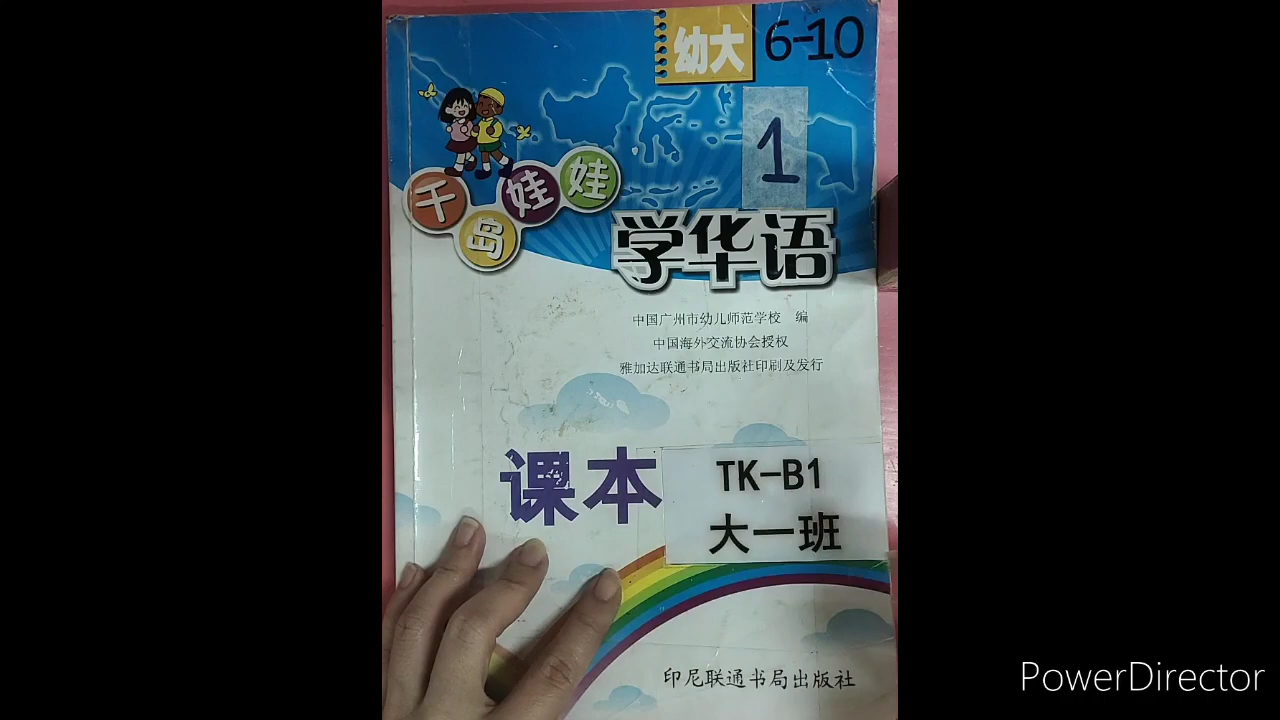 幼大 6-10
1
千岛娃娃
学华语
中国广州市幼儿师范学校 编
中国海外交流协会授权
雅加达联通书局出版社印刷及发行
课本
TK-B1
大一班
印尼联通书局出版社
PowerDirector